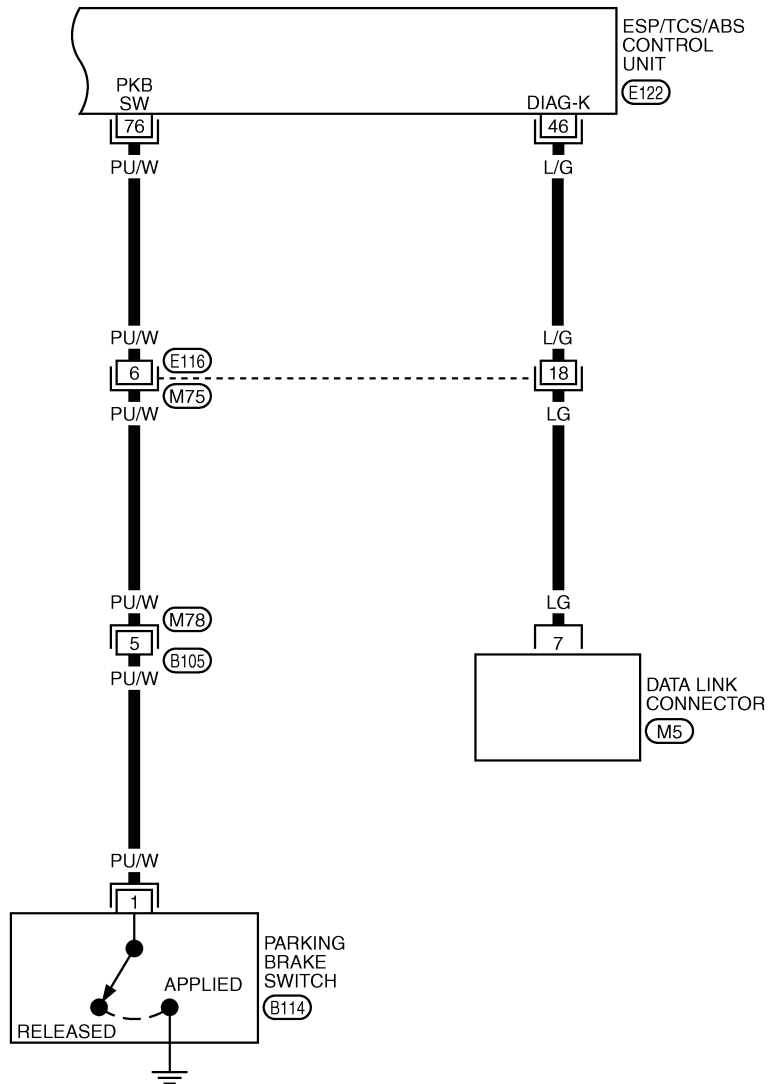 ESP/TCS/ABS
CONTROL
UNIT
E122
PKB
SW
DIAG-K
76
46
PU/W
L/G
PU/W
L/G
6
E116
18
M75
PU/W
LG
PU/W
LG
M78
5
7
B105
PU/W
DATA LINK
CONNECTOR
M5
PU/W
1
PARKING
BRAKE
SWITCH
B114
APPLIED
RELEASED